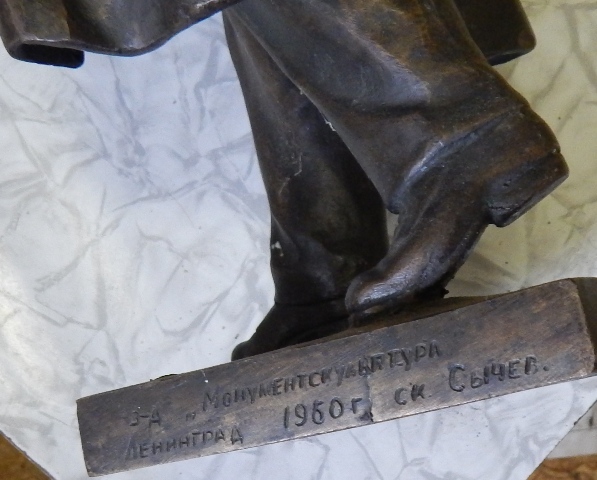 З-д „Монументскульптура
Ленинград 1960г. ск. Сычев.